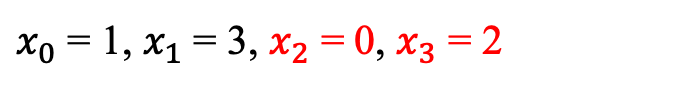 x₀ = 1, x₁ = 3, x₂ = 0, x₃ = 2